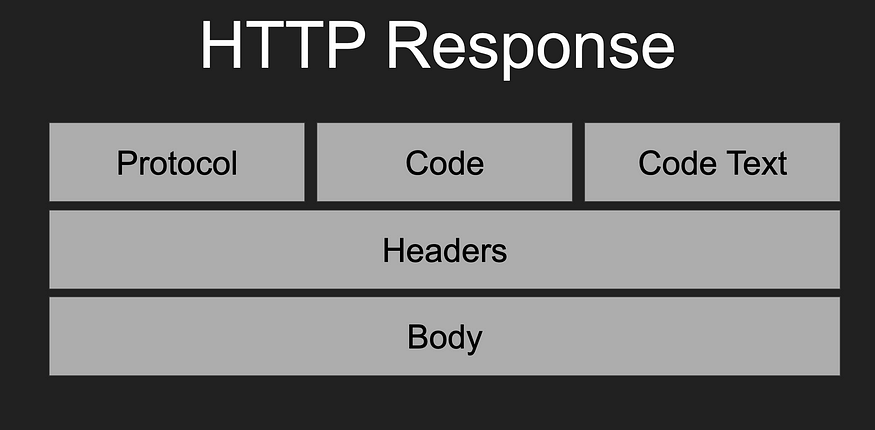 HTTP Response
Protocol Code Code Text
Headers
Body